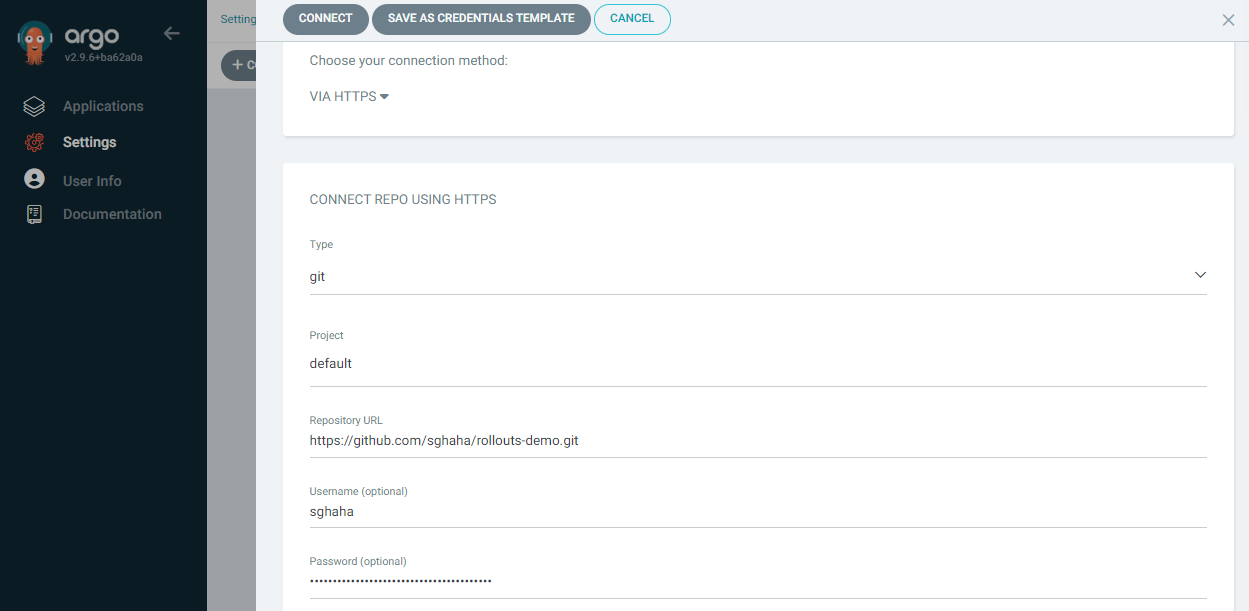 argo
v2.9.6+ba62a0a
Applications
Settings
User Info
Documentation
Setting
+ C
CONNECT
SAVE AS CREDENTIALS TEMPLATE
CANCEL
Choose your connection method:
VIA HTTPS
CONNECT REPO USING HTTPS
Type
git
Project
default
Repository URL
https://github.com/sghaha/rollouts-demo.git
Username (optional)
sghaha
Password (optional)
••••••••••••••••••••••••••••••••••••••••